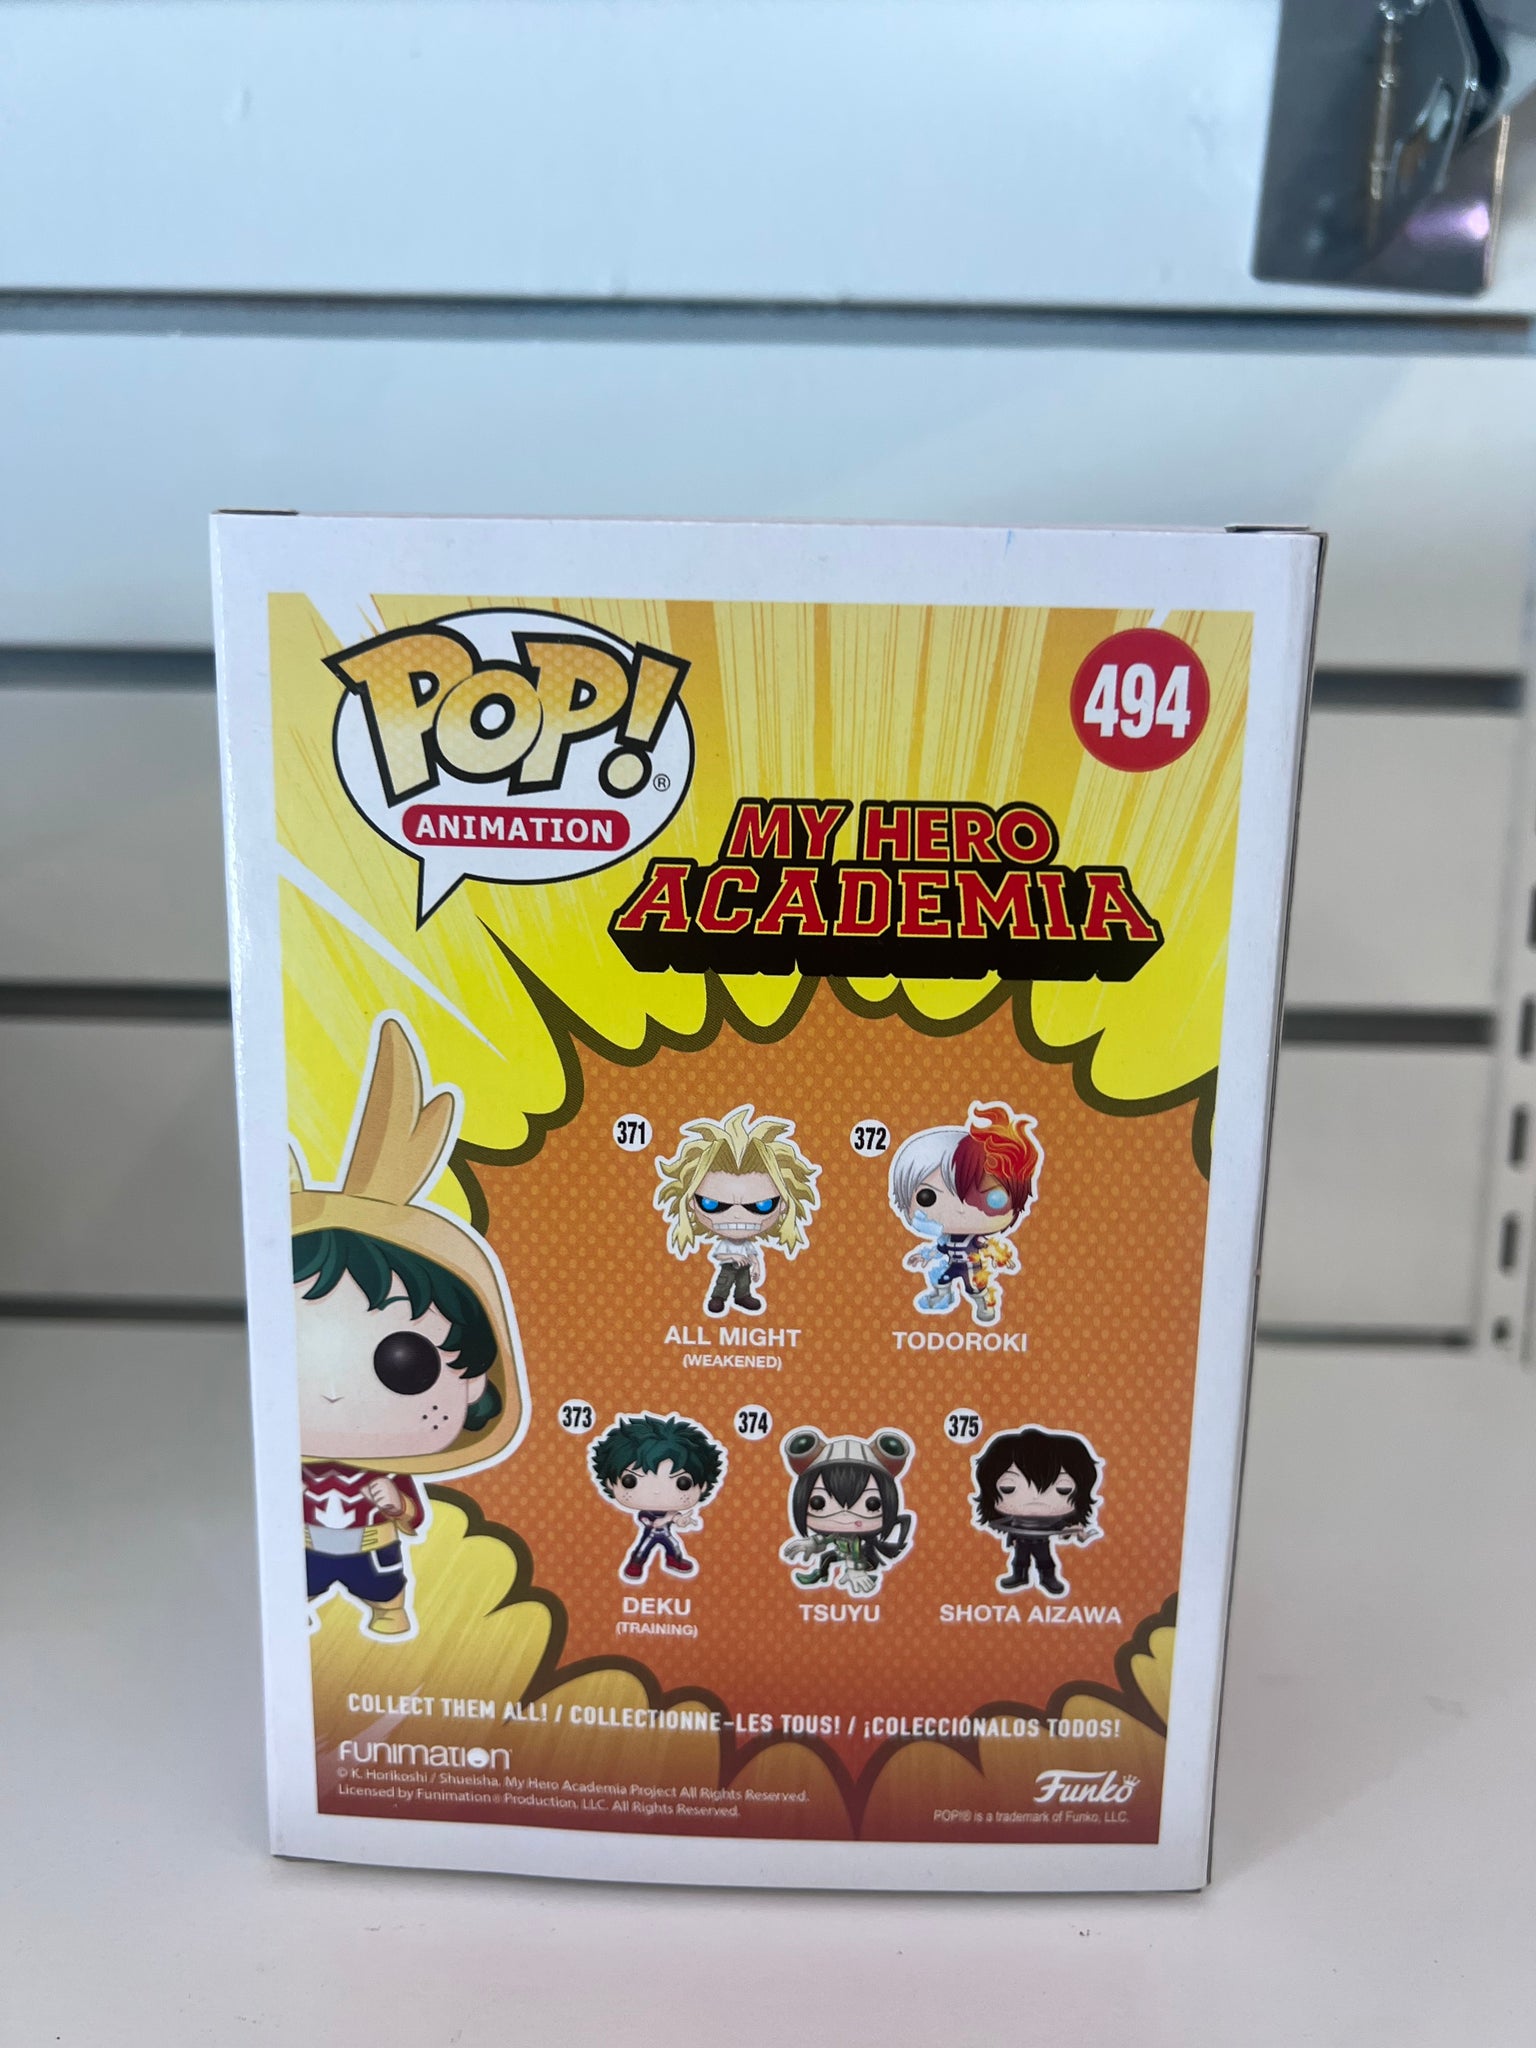 POP!®
ANIMATION
494
MY HERO
ACADEMIA
371
372
ALL MIGHT
(WEAKENED)
TODOROKI
373
374
375
DEKU
(TRAINING)
TSUYU
SHOTA AIZAWA
COLLECT THEM ALL! / COLLECTIONNE-LES TOUS! / ¡COLECCIÓNALOS TODOS!
FUNIMATION®
© K. Horikoshi / Shueisha, My Hero Academia Project All Rights Reserved.
Licensed by Funimation® Production, LLC. All Rights Reserved.
Funko
POP!® is a trademark of Funko, LLC.